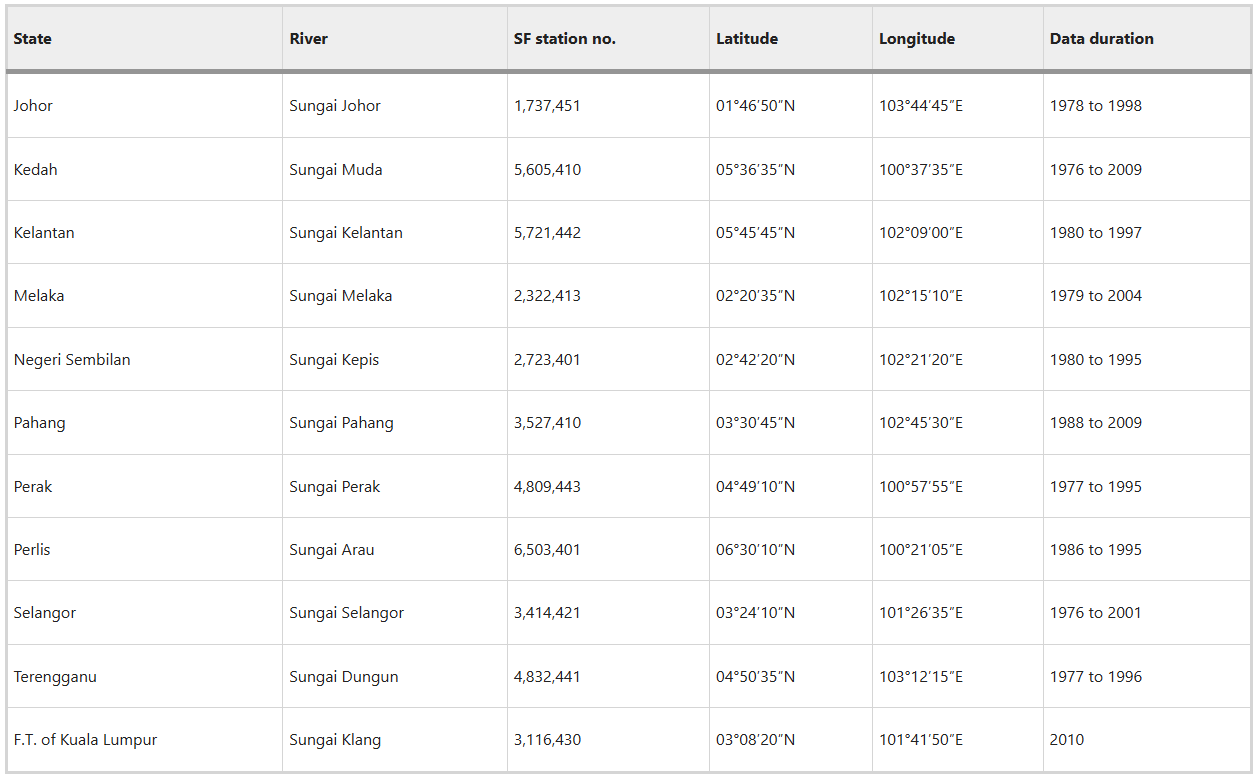 State River SF station no. Latitude Longitude Data duration
Johor Sungai Johor 1,737,451 01°46′50″N 103°44′45″E 1978 to 1998
Kedah Sungai Muda 5,605,410 05°36′35″N 100°37′35″E 1976 to 2009
Kelantan Sungai Kelantan 5,721,442 05°45′45″N 102°09′00″E 1980 to 1997
Melaka Sungai Melaka 2,322,413 02°20′35″N 102°15′10″E 1979 to 2004
Negeri Sembilan Sungai Kepis 2,723,401 02°42′20″N 102°21′20″E 1980 to 1995
Pahang Sungai Pahang 3,527,410 03°30′45″N 102°45′30″E 1988 to 2009
Perak Sungai Perak 4,809,443 04°49′10″N 100°57′55″E 1977 to 1995
Perlis Sungai Arau 6,503,401 06°30′10″N 100°21′05″E 1986 to 1995
Selangor Sungai Selangor 3,414,421 03°24′10″N 101°26′35″E 1976 to 2001
Terengganu Sungai Dungun 4,832,441 04°50′35″N 103°12′15″E 1977 to 1996
F.T. of Kuala Lumpur Sungai Klang 3,116,430 03°08′20″N 101°41′50″E 2010